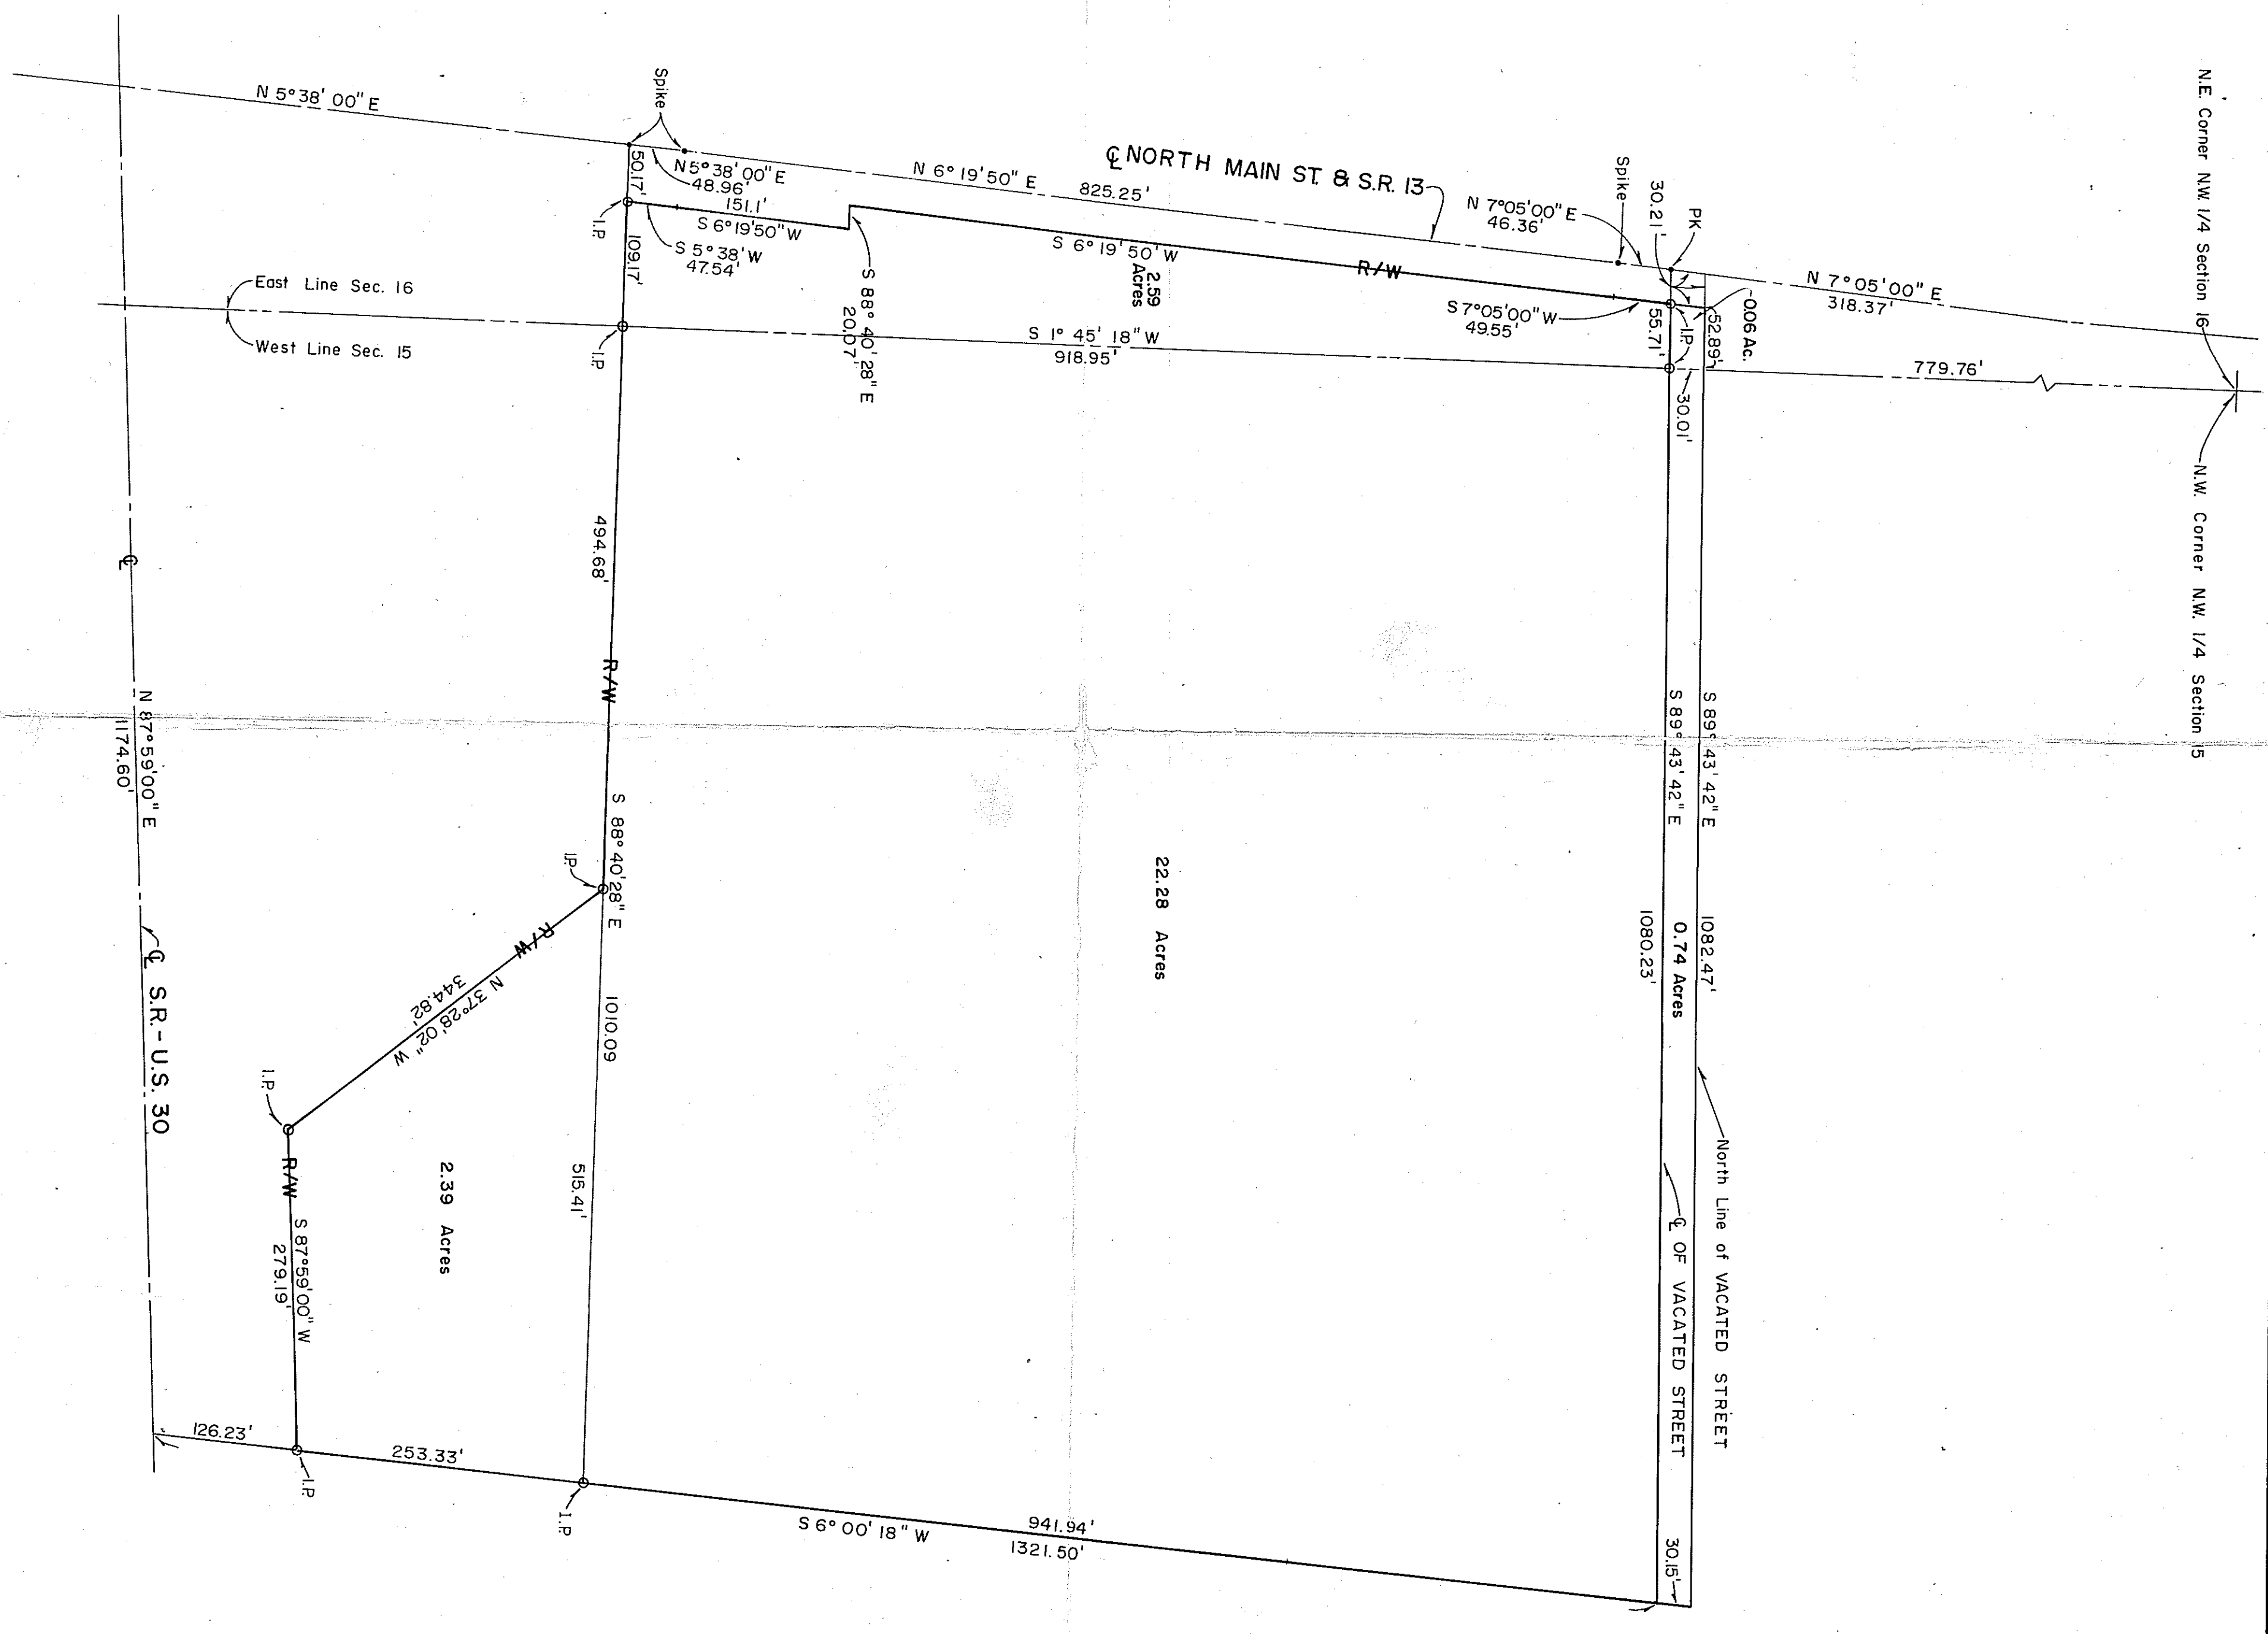 N.E. Corner N.W. 1/4 Section 16
N.W. Corner N.W. 1/4 Section 15
N 5°38' 00" E
Spike
N 5°38'00" E
48.96'
50.17'
151.1'
S 6°19'50" W
I.P.
S 5°38' W
47.54'
109.17'
N 6°19'50" E
825.25'
℄ NORTH MAIN ST. & S.R. 13
N 7°05'00" E
46.36'
Spike
30.21'
PK
N 7°05'00" E
318.37'
S 6°19'50" W
R/W
2.59
Acres
S 88°40'28" E
20.07'
S 7°05'00" W
49.55'
55.71'
I.P.
52.89'
0.06 Ac.
East Line Sec. 16
West Line Sec. 15
I.P.
S 1° 45' 18" W
918.95'
30.01'
779.76'
494.68'
R/W
S 88°40'28" E
1010.09
515.41'
I.P.
℄
N 87°59'00" E
1174.60'
℄ S.R.-U.S. 30
R/W
N 37°28'02" W
344.82'
I.P.
R/W
S 87°59'00" W
279.19'
2.39 Acres
22.28 Acres
S 89°43'42" E
1082.47'
S 89°43'42" E
1080.23'
0.74 Acres
North Line of VACATED STREET
℄ OF VACATED STREET
126.23'
I.P.
253.33'
I.P.
S 6°00'18" W
941.94'
1321.50'
30.15'